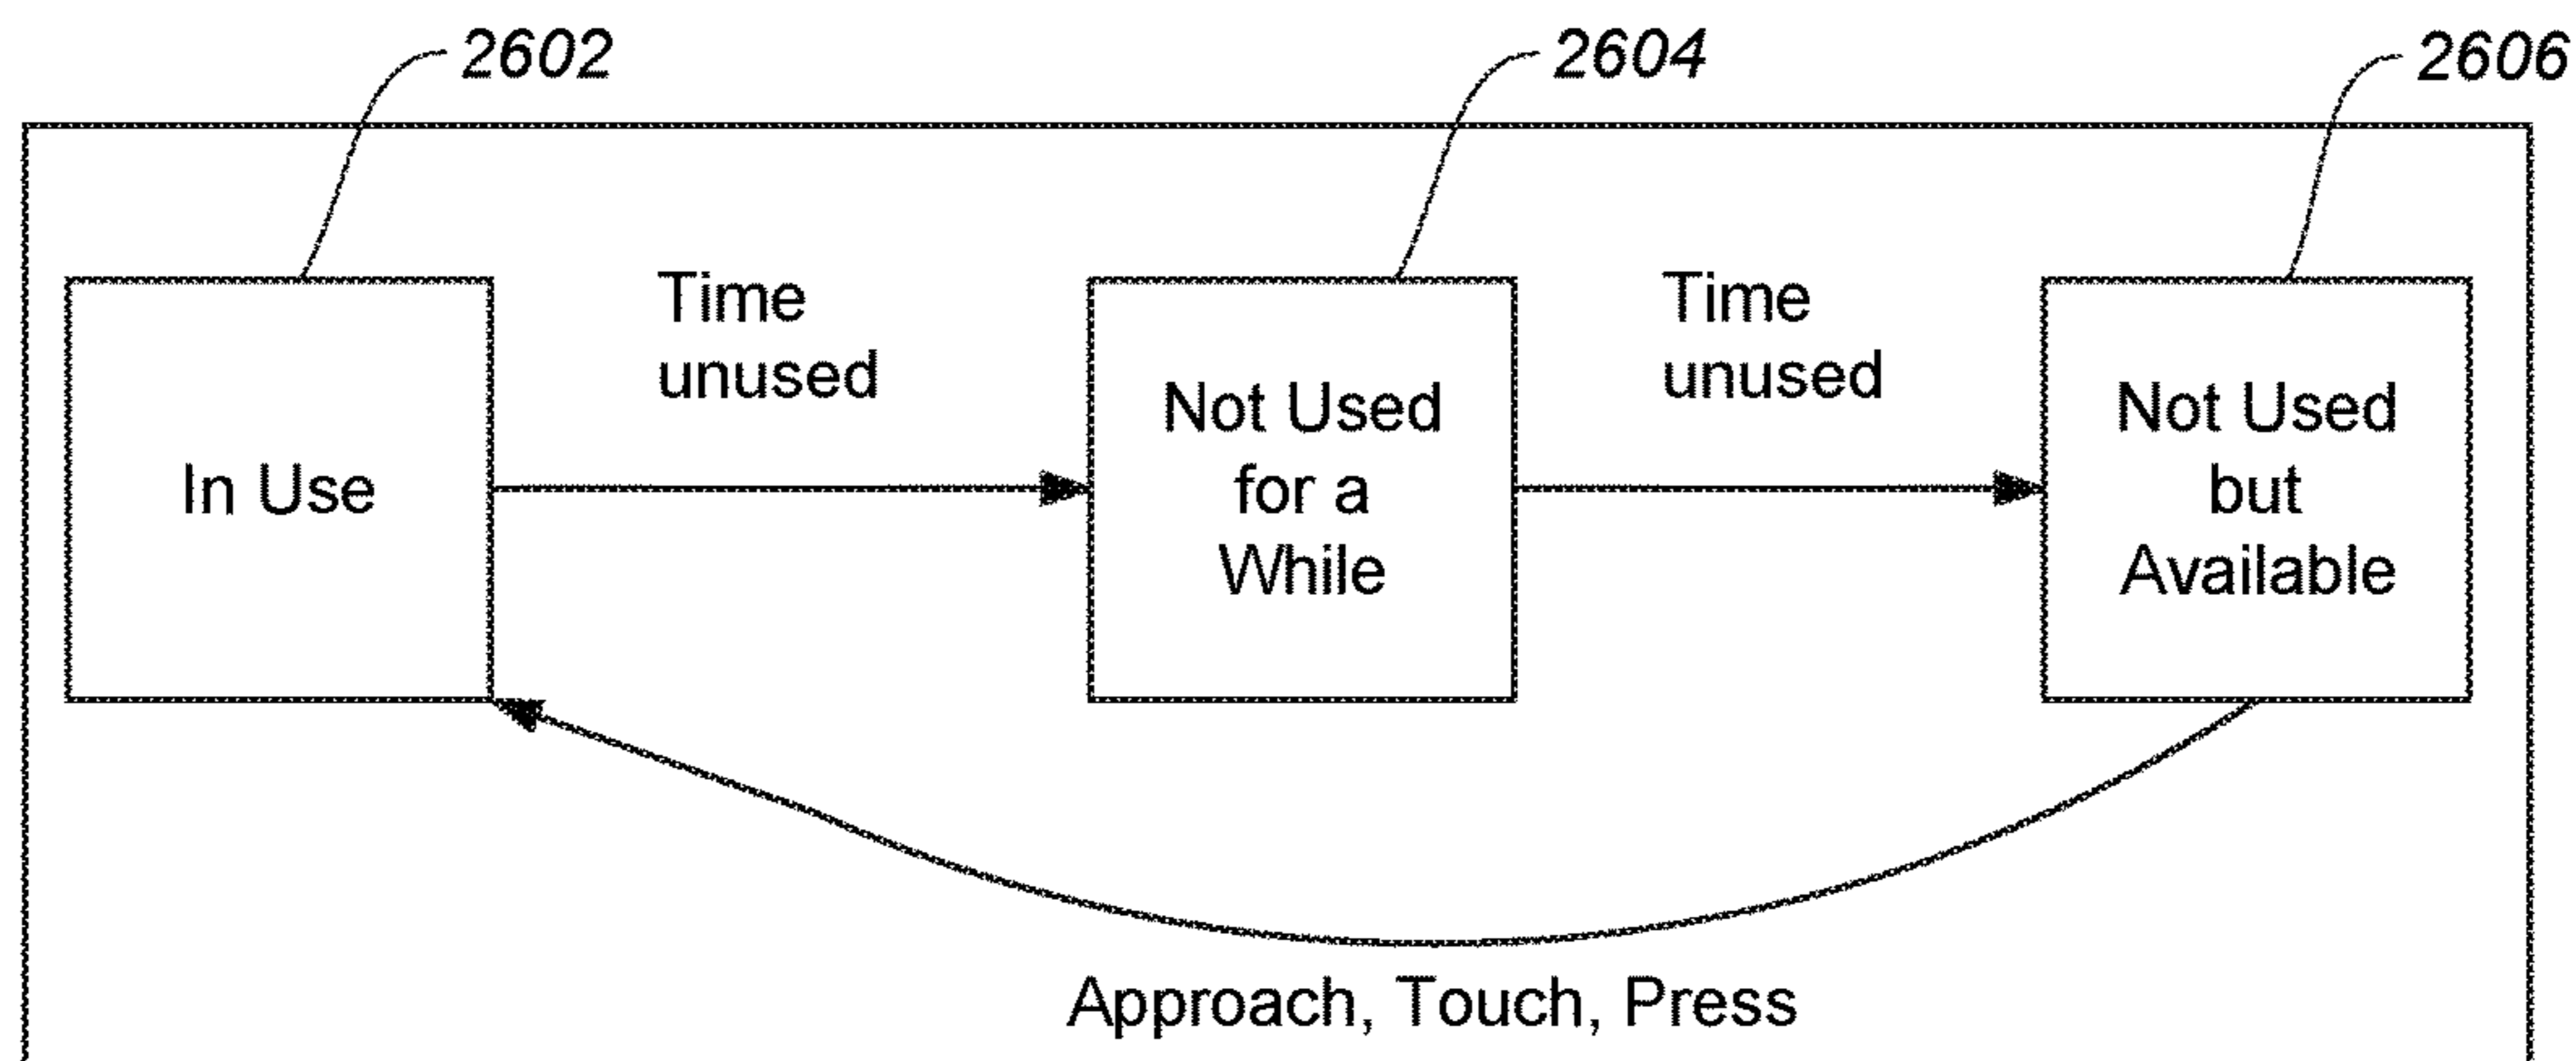 2602
2604
2606
Time
unused
Time
unused
In Use
Not Used
for a
While
Not Used
but
Available
Approach, Touch, Press